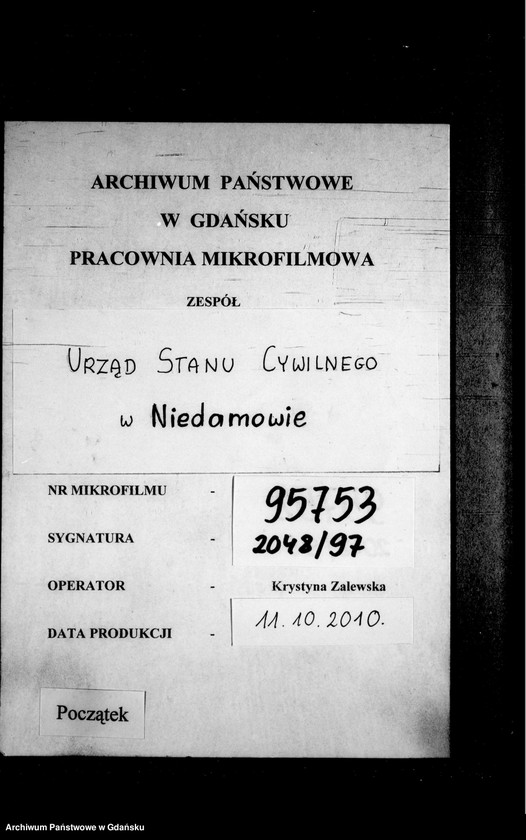 ARCHIWUM PAŃSTWOWE
W GDAŃSKU
PRACOWNIA MIKROFILMOWA
ZESPÓŁ
URZĄD STANU CYWILNEGO
w Niedamowie
NR MIKROFILMU - 95753
SYGNATURA - 2048/97
OPERATOR - Krystyna Zalewska
DATA PRODUKCJI - 11.10.2010.
Początek
Archiwum Państwowe w Gdańsku